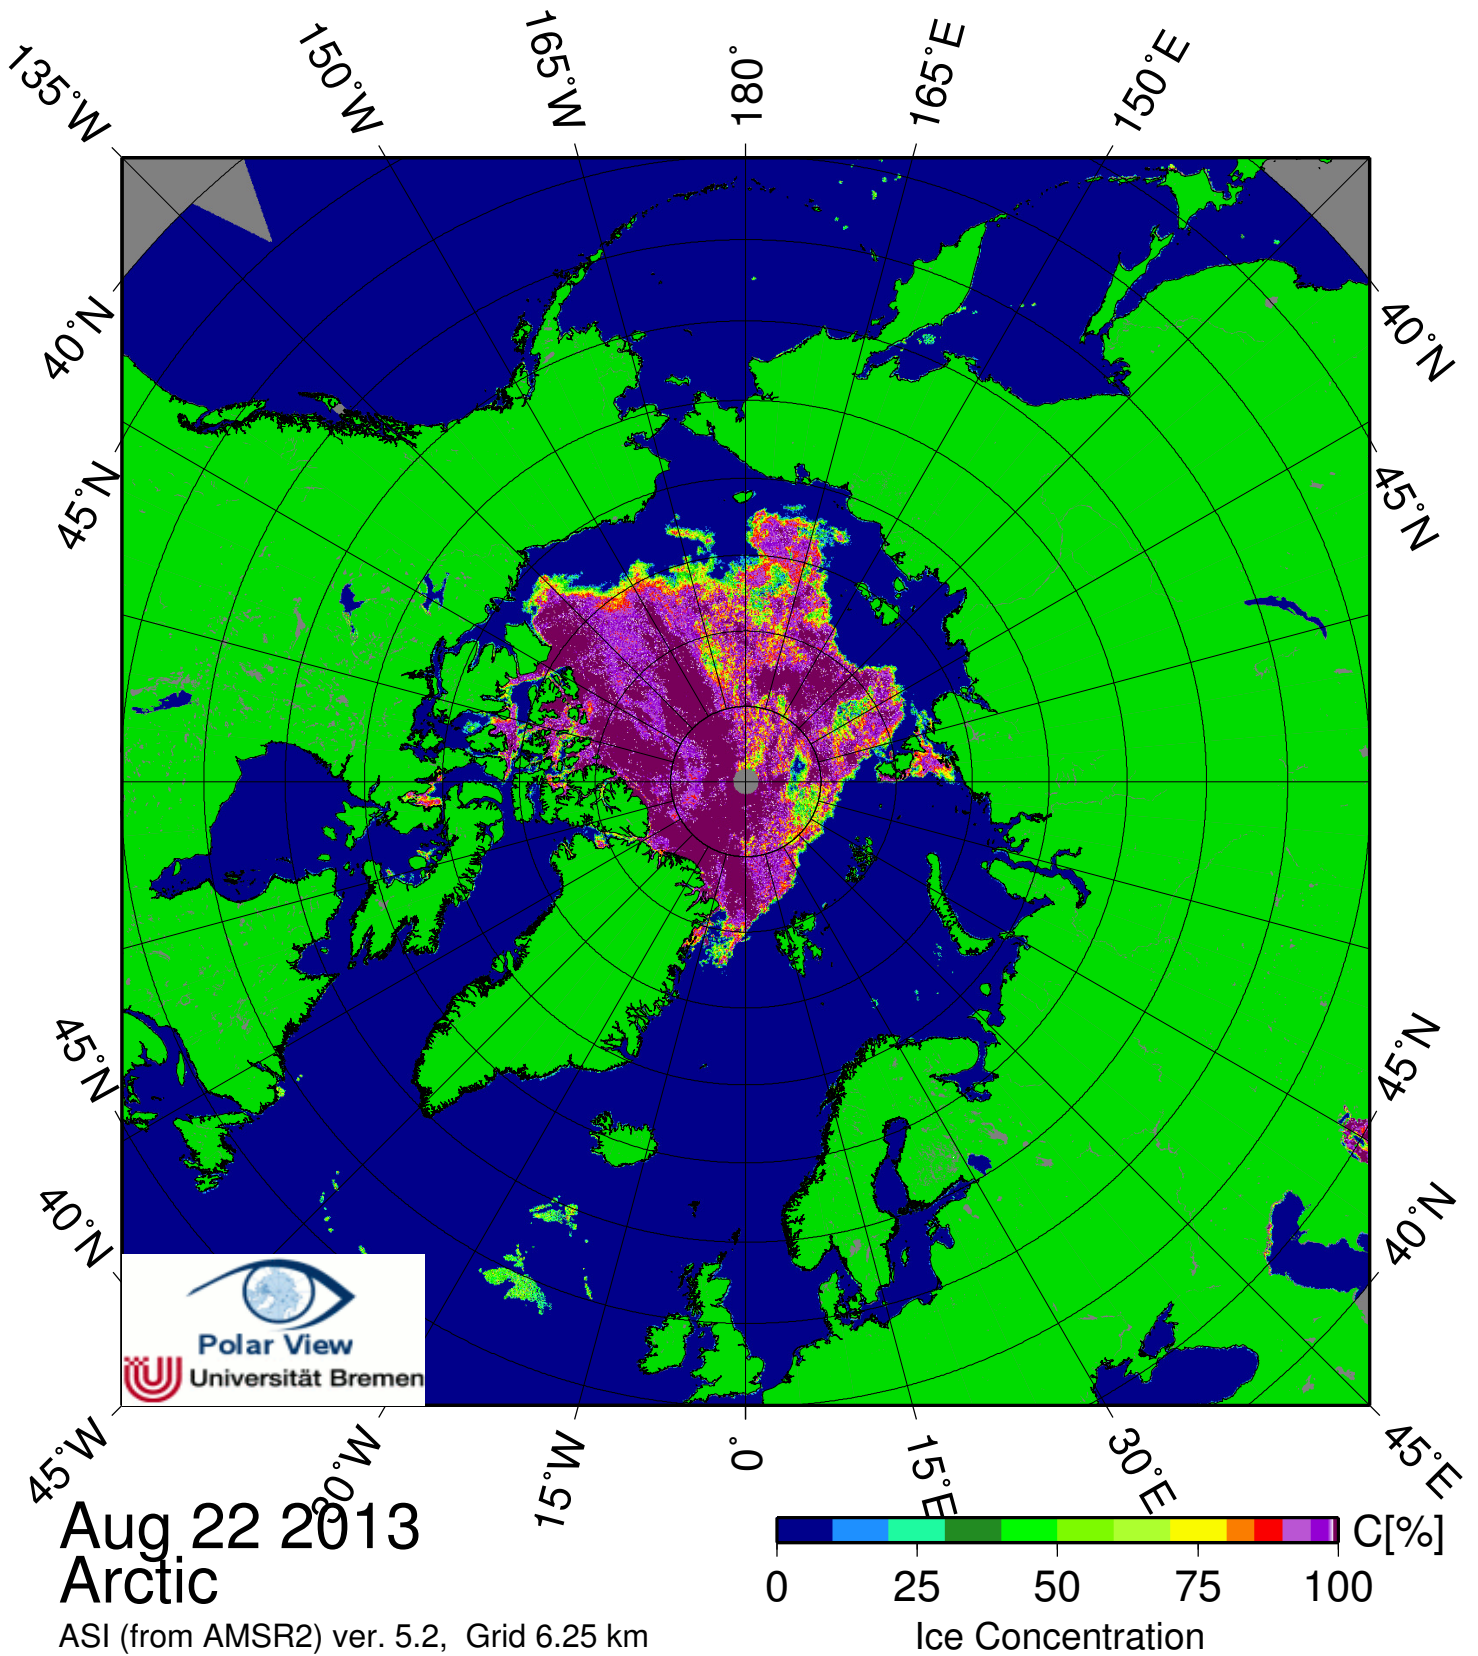 135°W
150°W
165°W
180°
165°E
150°E
40°N
40°N
45°N
45°N
45°N
45°N
40°N
40°N
Polar View
Universität Bremen
45°W
30°W
15°W
0°
15°E
30°E
45°E
Aug 22 2013
Arctic
ASI (from AMSR2) ver. 5.2, Grid 6.25 km
C[%]
0 25 50 75 100
Ice Concentration